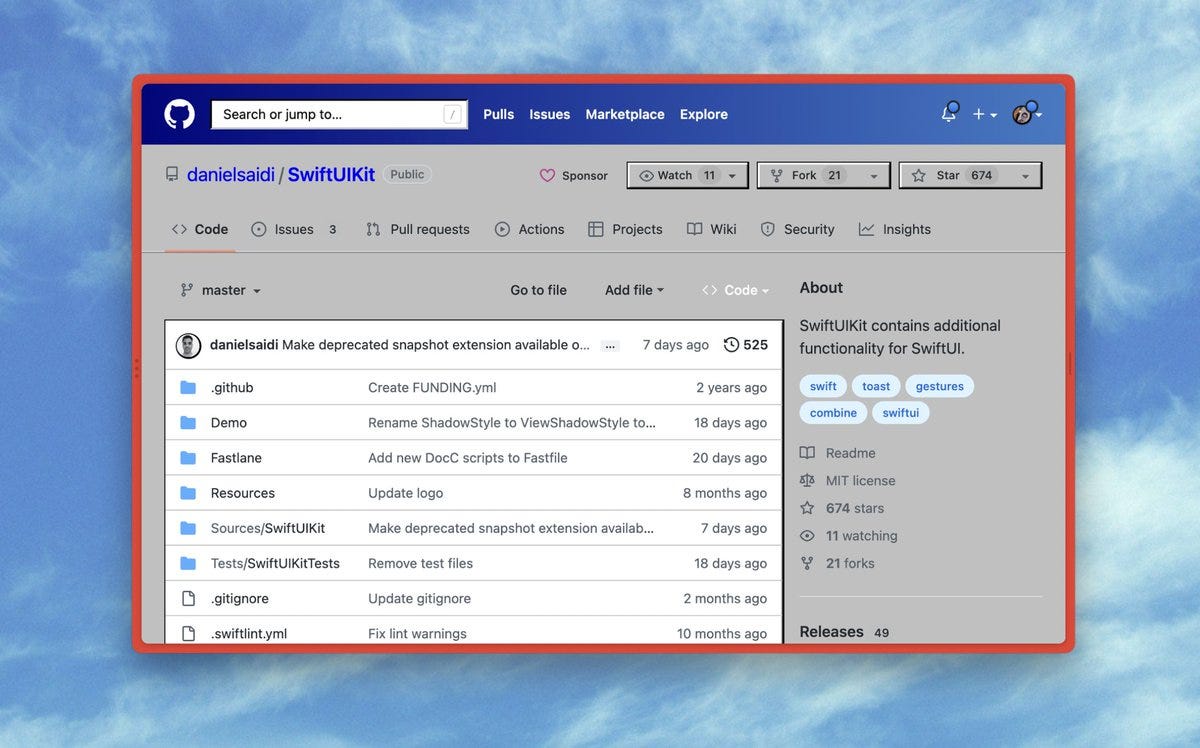 Search or jump to... / Pulls Issues Marketplace Explore
danielsaidi / SwiftUIKit Public Sponsor Watch 11 Fork 21 Star 674
Code Issues 3 Pull requests Actions Projects Wiki Security Insights
master Go to file Add file Code
danielsaidi Make deprecated snapshot extension available o... ... 7 days ago 525
.github Create FUNDING.yml 2 years ago
Demo Rename ShadowStyle to ViewShadowStyle to... 18 days ago
Fastlane Add new DocC scripts to Fastfile 20 days ago
Resources Update logo 8 months ago
Sources/SwiftUIKit Make deprecated snapshot extension availab... 7 days ago
Tests/SwiftUIKitTests Remove test files 18 days ago
.gitignore Update gitignore 2 months ago
.swiftlint.yml Fix lint warnings 10 months ago
About
SwiftUIKit contains additional
functionality for SwiftUI.
swift toast gestures
combine swiftui
Readme
MIT license
674 stars
11 watching
21 forks
Releases 49